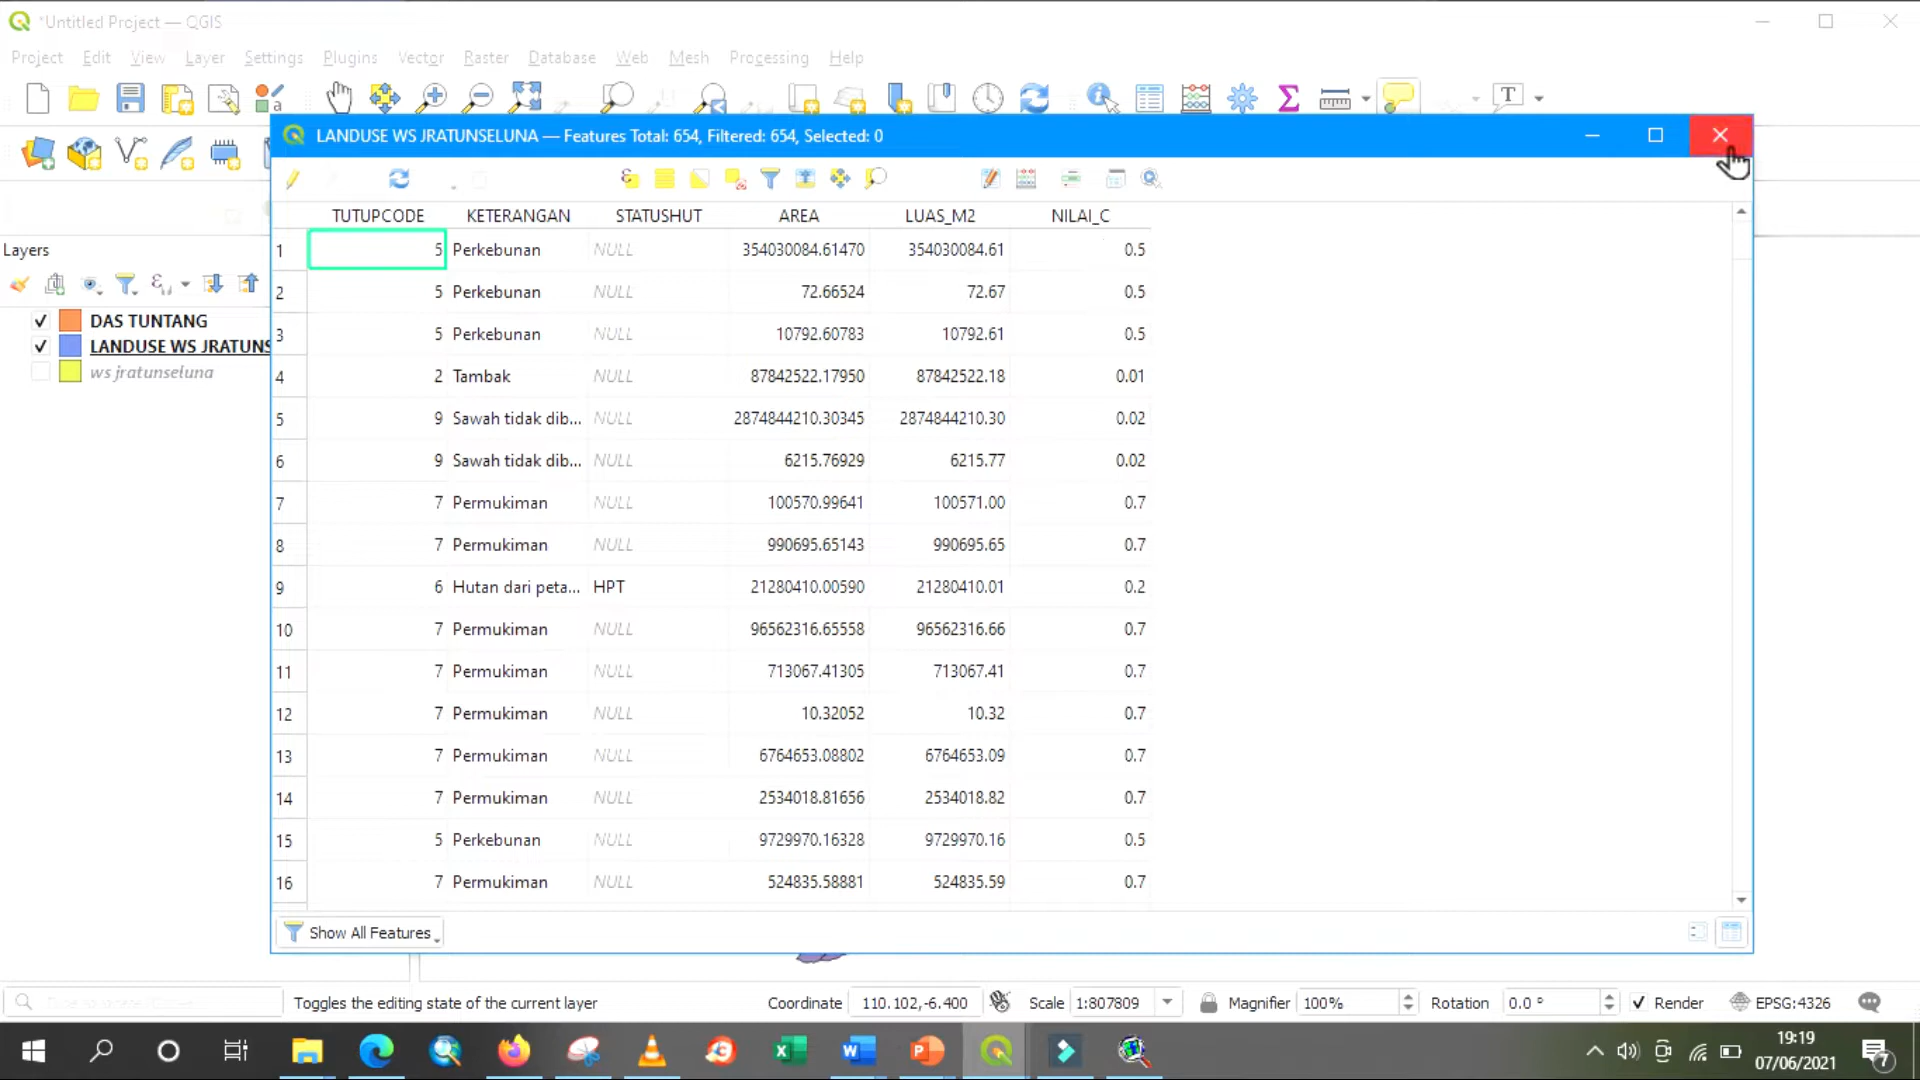 *Untitled Project — QGIS
Project Edit View Layer Settings Plugins Vector Raster Database Web Mesh Processing Help
LANDUSE WS JRATUNSELUNA — Features Total: 654, Filtered: 654, Selected: 0
TUTUPCODE KETERANGAN STATUSHUT AREA LUAS_M2 NILAI_C
1 5 Perkebunan NULL 354030084.61470 354030084.61 0.5
2 5 Perkebunan NULL 72.66524 72.67 0.5
3 5 Perkebunan NULL 10792.60783 10792.61 0.5
4 2 Tambak NULL 87842522.17950 87842522.18 0.01
5 9 Sawah tidak dib... NULL 2874844210.30345 2874844210.30 0.02
6 9 Sawah tidak dib... NULL 6215.76929 6215.77 0.02
7 7 Permukiman NULL 100570.99641 100571.00 0.7
8 7 Permukiman NULL 990695.65143 990695.65 0.7
9 6 Hutan dari peta... HPT 21280410.00590 21280410.01 0.2
10 7 Permukiman NULL 96562316.65558 96562316.66 0.7
11 7 Permukiman NULL 713067.41305 713067.41 0.7
12 7 Permukiman NULL 10.32052 10.32 0.7
13 7 Permukiman NULL 6764653.08802 6764653.09 0.7
14 7 Permukiman NULL 2534018.81656 2534018.82 0.7
15 5 Perkebunan NULL 9729970.16328 9729970.16 0.5
16 7 Permukiman NULL 524835.58881 524835.59 0.7
Show All Features
Layers
DAS TUNTANG
LANDUSE WS JRATUNS
ws jratunseluna
Toggles the editing state of the current layer
Coordinate 110.102,-6.400 Scale 1:807809 Magnifier 100% Rotation 0.0 ° Render EPSG:4326
19:19
07/06/2021
7